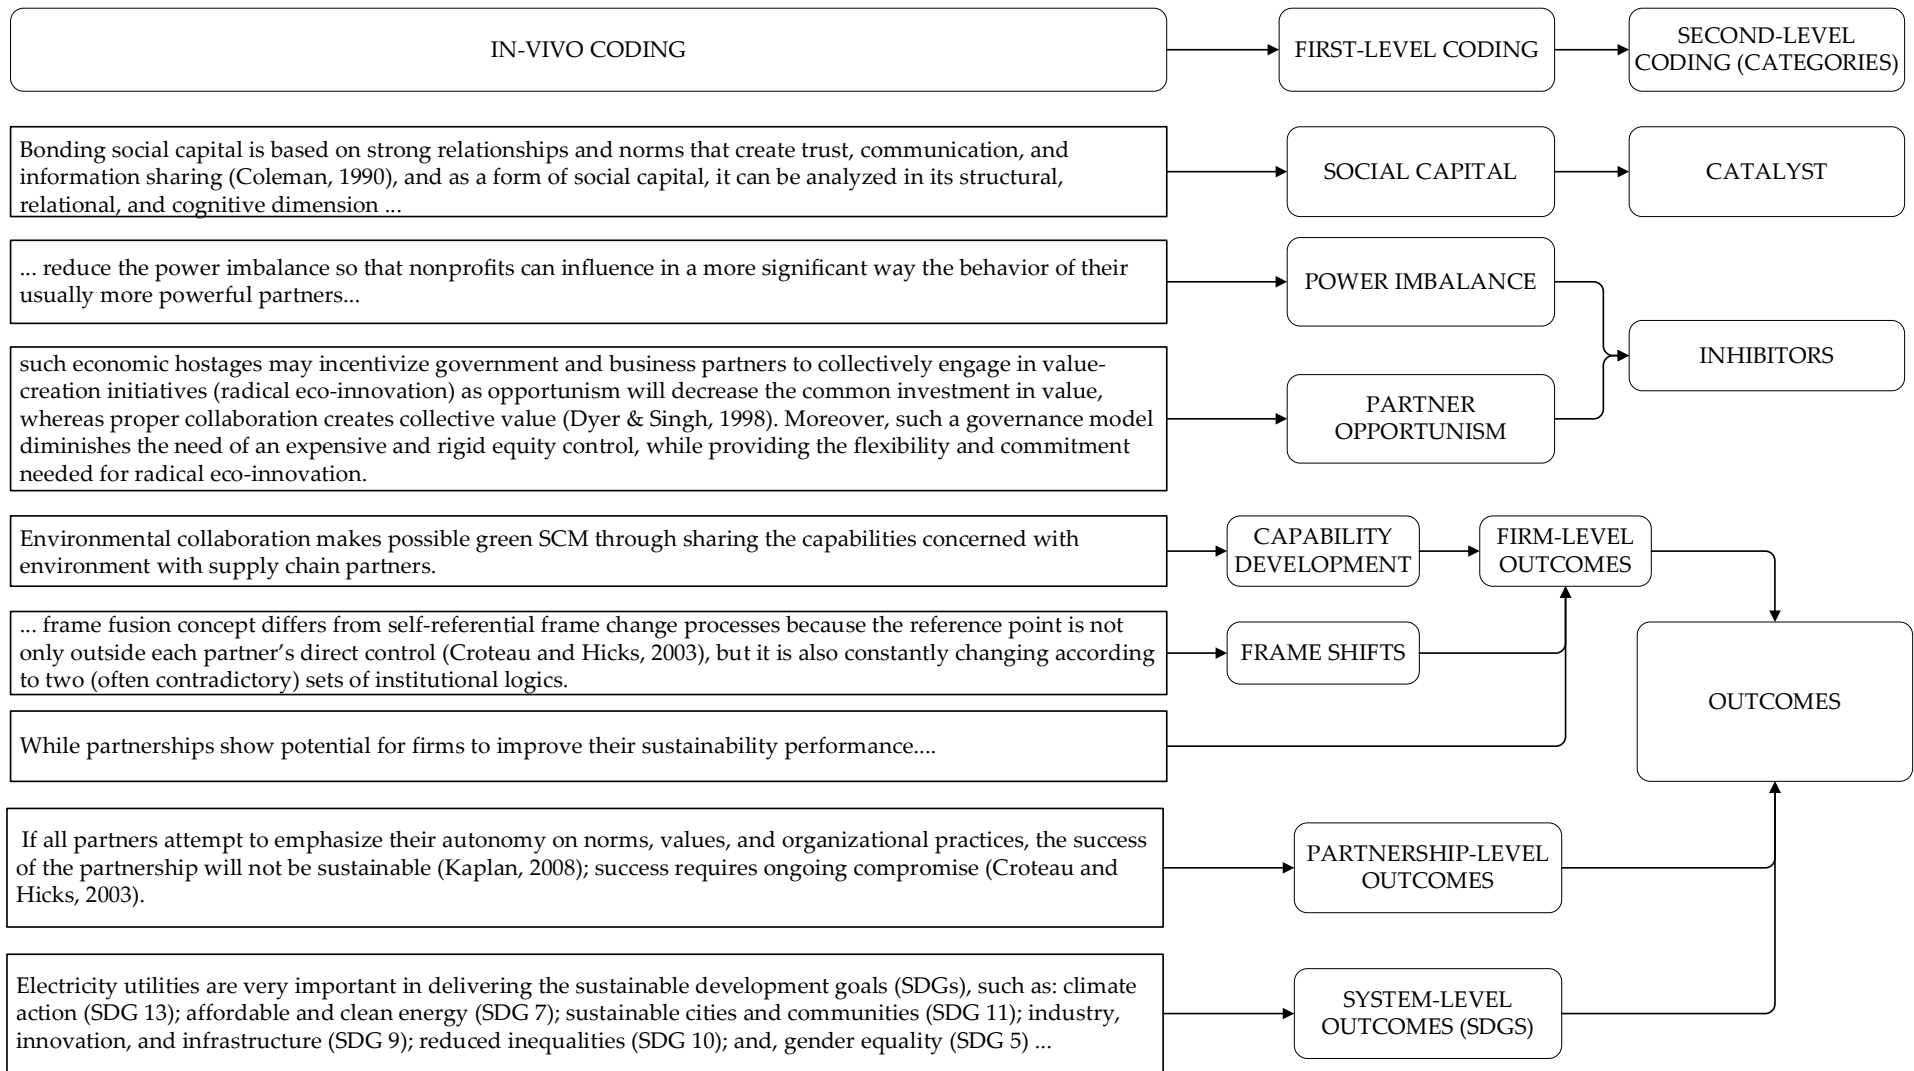 IN-VIVO CODING
FIRST-LEVEL CODING
SECOND-LEVEL
CODING (CATEGORIES)
Bonding social capital is based on strong relationships and norms that create trust, communication, and
information sharing (Coleman, 1990), and as a form of social capital, it can be analyzed in its structural,
relational, and cognitive dimension ...
SOCIAL CAPITAL
CATALYST
... reduce the power imbalance so that nonprofits can influence in a more significant way the behavior of their
usually more powerful partners...
POWER IMBALANCE
INHIBITORS
such economic hostages may incentivize government and business partners to collectively engage in value-
creation initiatives (radical eco-innovation) as opportunism will decrease the common investment in value,
whereas proper collaboration creates collective value (Dyer & Singh, 1998). Moreover, such a governance model
diminishes the need of an expensive and rigid equity control, while providing the flexibility and commitment
needed for radical eco-innovation.
PARTNER
OPPORTUNISM
Environmental collaboration makes possible green SCM through sharing the capabilities concerned with
environment with supply chain partners.
CAPABILITY
DEVELOPMENT
FIRM-LEVEL
OUTCOMES
... frame fusion concept differs from self-referential frame change processes because the reference point is not
only outside each partner's direct control (Croteau and Hicks, 2003), but it is also constantly changing according
to two (often contradictory) sets of institutional logics.
FRAME SHIFTS
OUTCOMES
While partnerships show potential for firms to improve their sustainability performance....
If all partners attempt to emphasize their autonomy on norms, values, and organizational practices, the success
of the partnership will not be sustainable (Kaplan, 2008); success requires ongoing compromise (Croteau and
Hicks, 2003).
PARTNERSHIP-LEVEL
OUTCOMES
Electricity utilities are very important in delivering the sustainable development goals (SDGs), such as: climate
action (SDG 13); affordable and clean energy (SDG 7); sustainable cities and communities (SDG 11); industry,
innovation, and infrastructure (SDG 9); reduced inequalities (SDG 10); and, gender equality (SDG 5) ...
SYSTEM-LEVEL
OUTCOMES (SDGS)